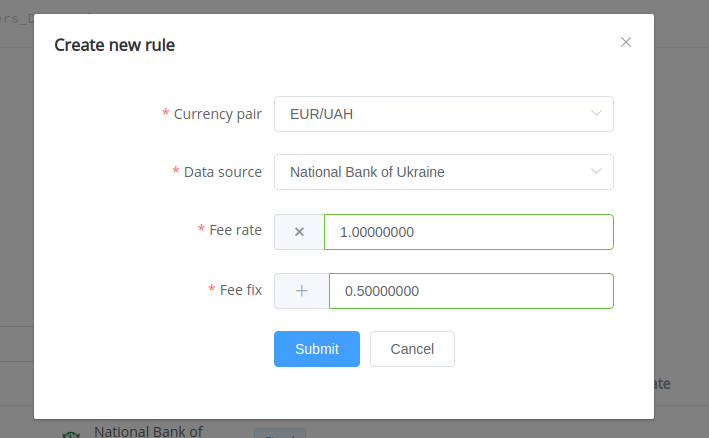 ers_D
Create new rule
* Currency pair EUR/UAH
* Data source National Bank of Ukraine
* Fee rate × 1.00000000
* Fee fix + 0.50000000
Submit Cancel
ate
National Bank of